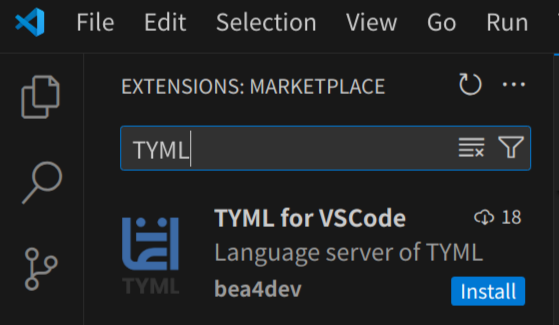 File Edit Selection View Go Run
EXTENSIONS: MARKETPLACE
TYML
TYML for VSCode 18
Language server of TYML
TYML
bea4dev Install